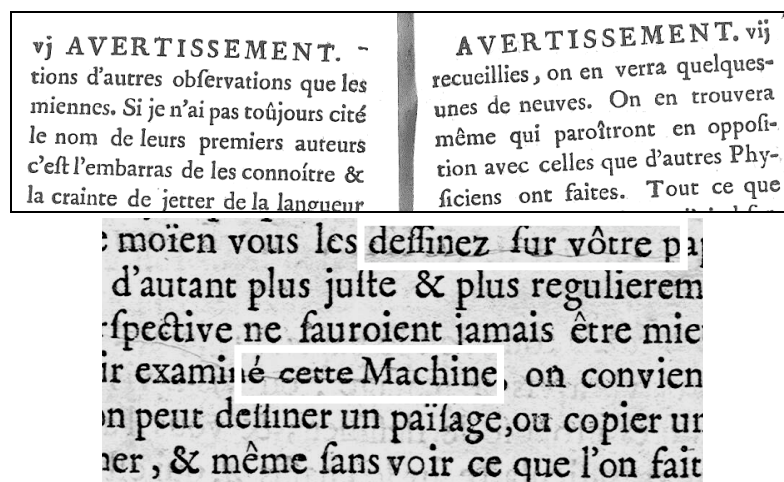 vj AVERTISSEMENT.
tions d'autres obſervations que les
miennes. Si je n'ai pas toûjours cité
le nom de leurs premiers auteurs
c'eſt l'embarras de les connoître &
la crainte de jetter de la langueur
AVERTISSEMENT. vij
recueillies, on en verra quelques-
unes de neuves. On en trouvera
même qui paroîtront en oppoſi-
tion avec celles que d'autres Phy-
ſiciens ont faites. Tout ce que
moïen vous les deſſinez ſur vôtre pa
d'autant plus juſte & plus regulierem
ſpective ne ſauroient jamais être mie
ir examiné cette Machine, on convien
on peut deſſiner un païſage, ou copier un
ner, & même ſans voir ce que l'on fait